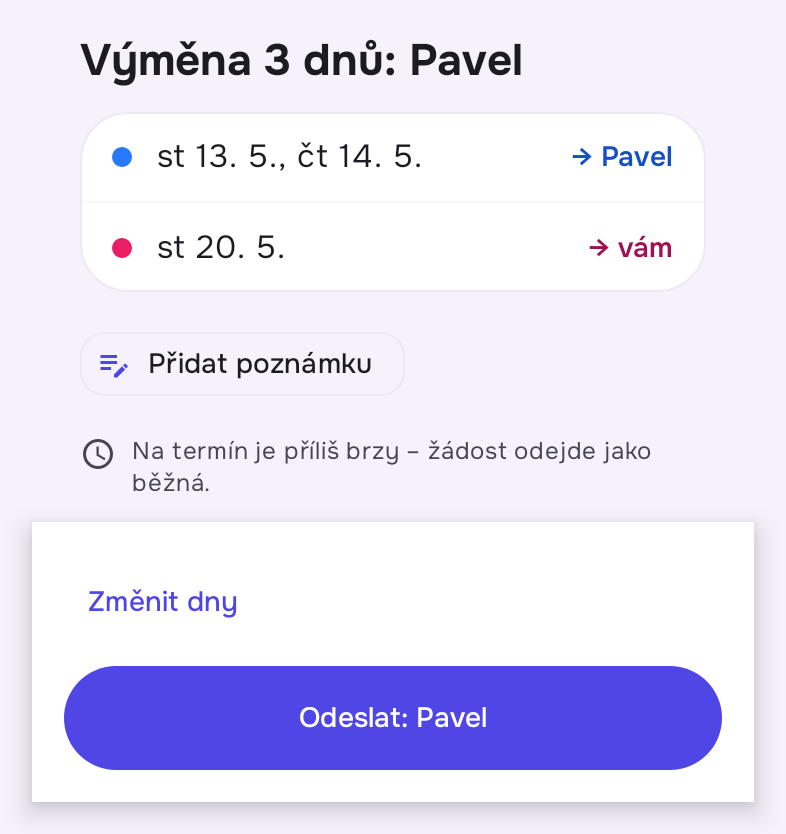 Výměna 3 dnů: Pavel
st 13. 5., čt 14. 5.
→ Pavel
st 20. 5.
→ vám
Přidat poznámku
Na termín je příliš brzy – žádost odejde jako
běžná.
Změnit dny
Odeslat: Pavel